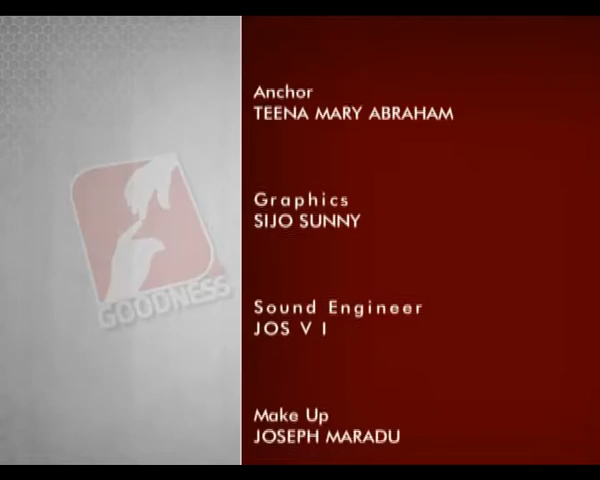 Anchor
TEENA MARY ABRAHAM
Graphics
SIJO SUNNY
GOODNESS
Sound Engineer
JOS V I
Make Up
JOSEPH MARADU